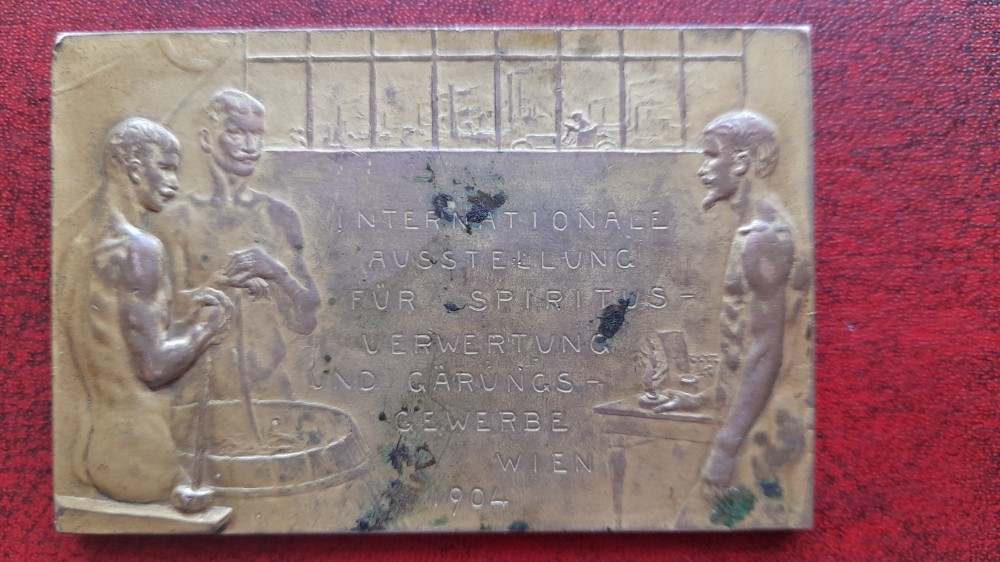 INTERNATIONALE
AUSSTELLUNG
FÜR SPIRITUS-
VERWERTUNG
UND GÄRUNGS-
GEWERBE
WIEN
1904